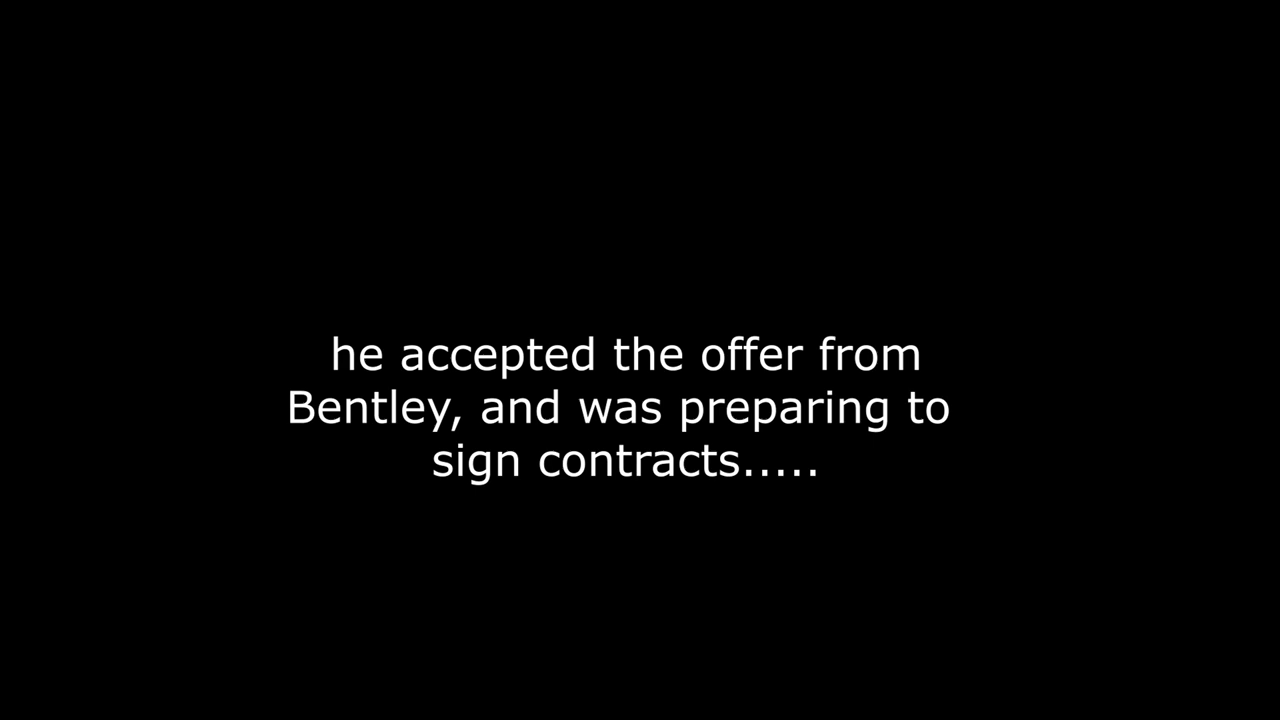 he accepted the offer from
Bentley, and was preparing to
sign contracts.....